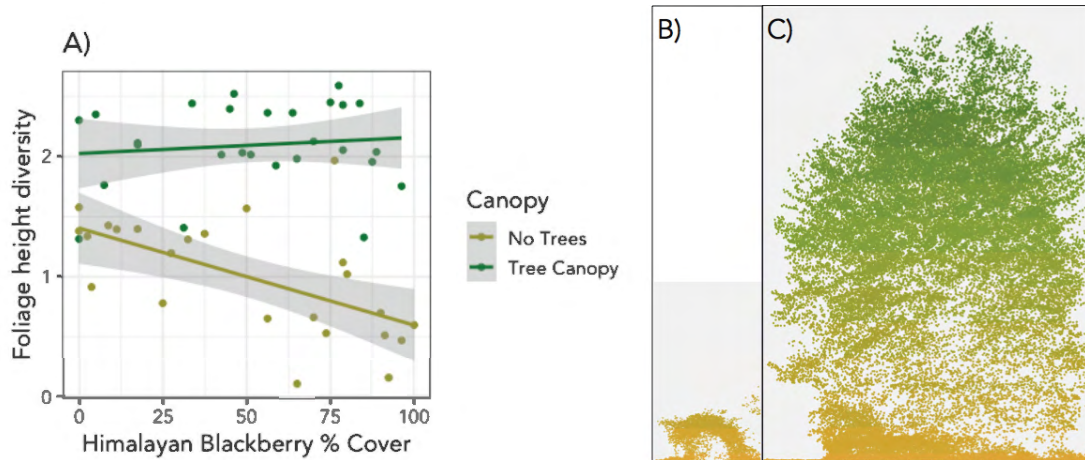 A)
Foliage height diversity
2
1
0
0 25 50 75 100
Himalayan Blackberry % Cover
Canopy
No Trees
Tree Canopy
B)
C)